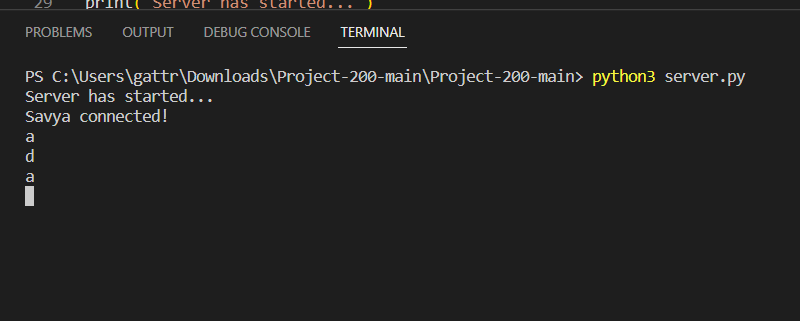 29 print("Server has started...")
PROBLEMS OUTPUT DEBUG CONSOLE TERMINAL
PS C:\Users\gattr\Downloads\Project-200-main\Project-200-main> python3 server.py
Server has started...
Savya connected!
a
d
a